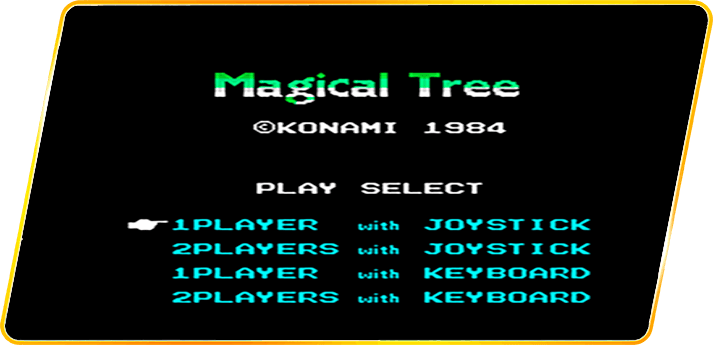 Magical Tree
©KONAMI 1984
PLAY SELECT
1PLAYER with JOYSTICK
2PLAYERS with JOYSTICK
1PLAYER with KEYBOARD
2PLAYERS with KEYBOARD